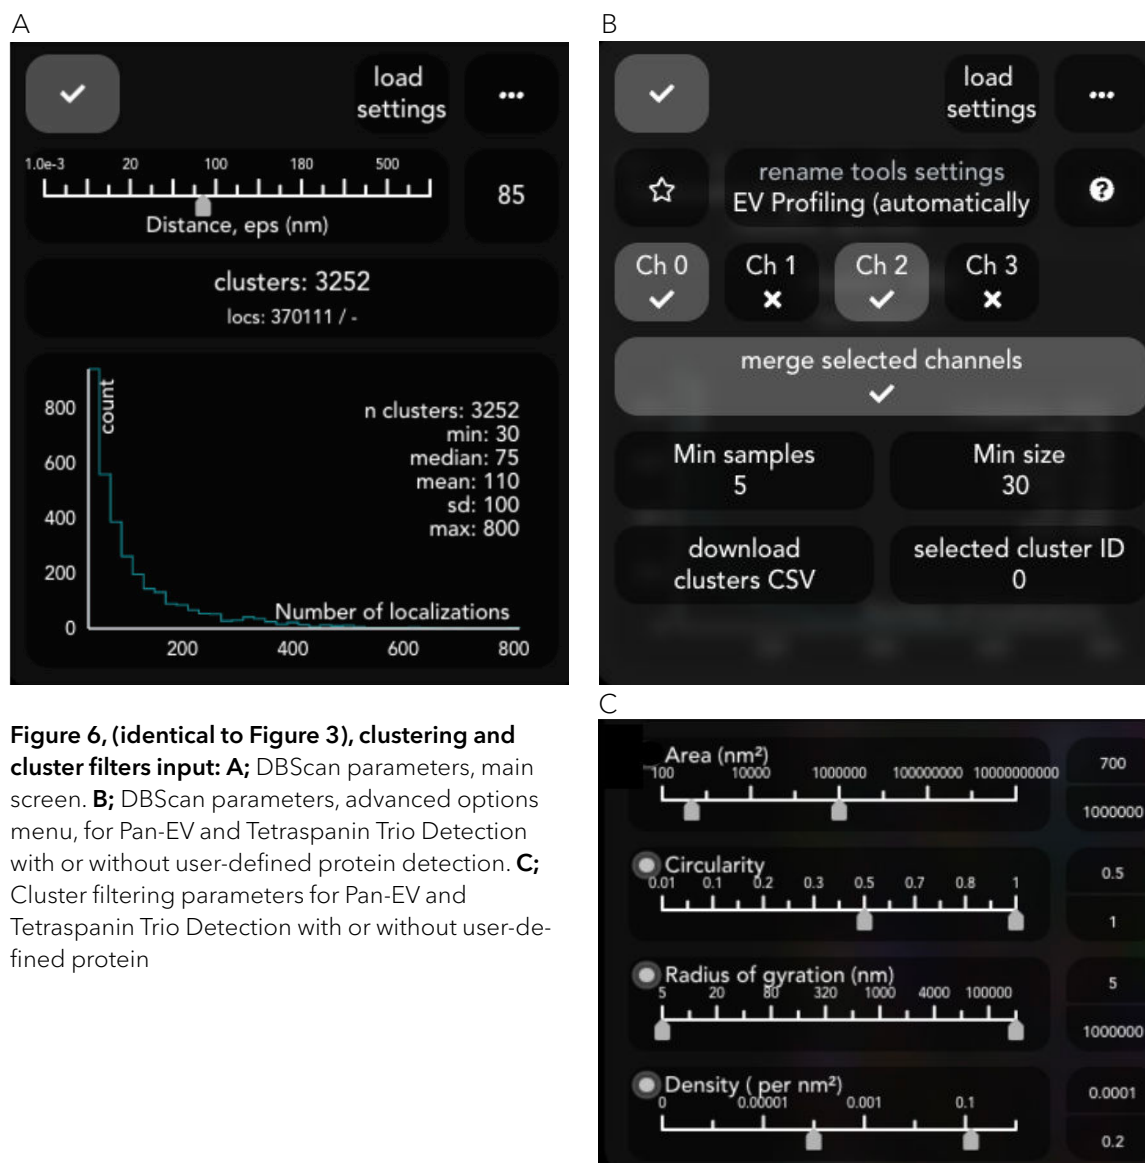 A
load
settings
•••
1.0e-3 20 100 180 500
Distance, eps (nm)
85
clusters: 3252
locs: 370111 / -
count
800
600
400
200
0
n clusters: 3252
min: 30
median: 75
mean: 110
sd: 100
max: 800
Number of localizations
200 400 600 800
B
load
settings
•••
rename tools settings
EV Profiling (automatically
?
Ch 0
Ch 1
Ch 2
Ch 3
merge selected channels
Min samples
5
Min size
30
download
clusters CSV
selected cluster ID
0
Figure 6, (identical to Figure 3), clustering and
cluster filters input: A; DBScan parameters, main
screen. B; DBScan parameters, advanced options
menu, for Pan-EV and Tetraspanin Trio Detection
with or without user-defined protein detection. C;
Cluster filtering parameters for Pan-EV and
Tetraspanin Trio Detection with or without user-de-
fined protein
C
Area (nm²)
100 10000 1000000 100000000 10000000000
700
1000000
Circularity
0.01 0.1 0.2 0.3 0.5 0.7 0.8 1
0.5
1
Radius of gyration (nm)
5 20 80 320 1000 4000 100000
5
1000000
Density ( per nm²)
0 0.00001 0.001 0.1
0.0001
0.2